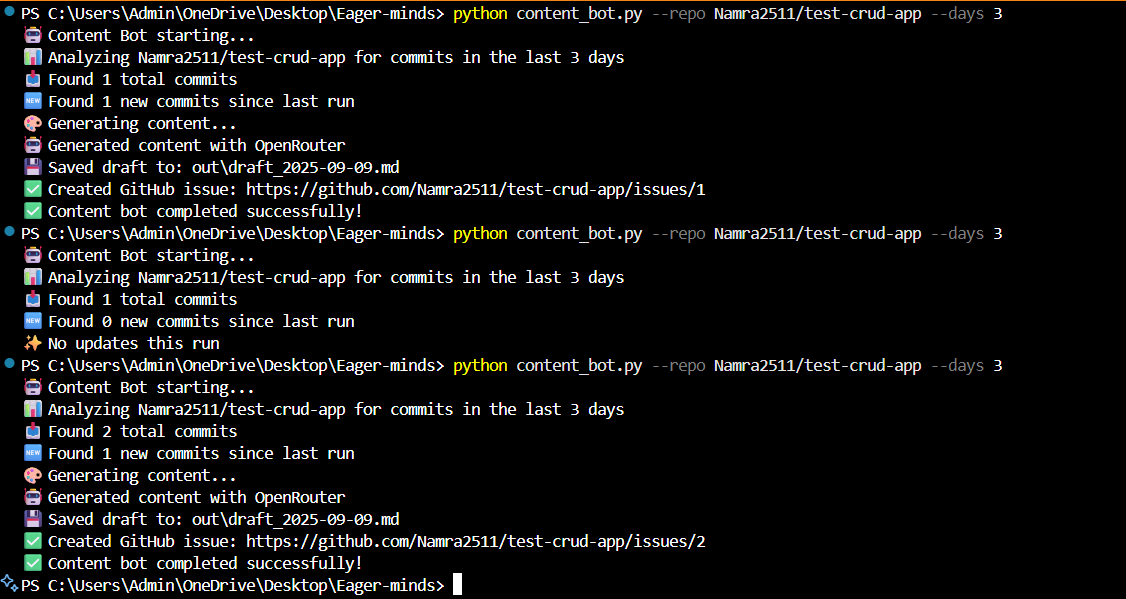 PS C:\Users\Admin\OneDrive\Desktop\Eager-minds> python content_bot.py --repo Namra2511/test-crud-app --days 3
🤖 Content Bot starting...
📊 Analyzing Namra2511/test-crud-app for commits in the last 3 days
📥 Found 1 total commits
🆕 Found 1 new commits since last run
🎨 Generating content...
🤖 Generated content with OpenRouter
💾 Saved draft to: out\draft_2025-09-09.md
✅ Created GitHub issue: https://github.com/Namra2511/test-crud-app/issues/1
✅ Content bot completed successfully!
PS C:\Users\Admin\OneDrive\Desktop\Eager-minds> python content_bot.py --repo Namra2511/test-crud-app --days 3
🤖 Content Bot starting...
📊 Analyzing Namra2511/test-crud-app for commits in the last 3 days
📥 Found 1 total commits
🆕 Found 0 new commits since last run
✨ No updates this run
PS C:\Users\Admin\OneDrive\Desktop\Eager-minds> python content_bot.py --repo Namra2511/test-crud-app --days 3
🤖 Content Bot starting...
📊 Analyzing Namra2511/test-crud-app for commits in the last 3 days
📥 Found 2 total commits
🆕 Found 1 new commits since last run
🎨 Generating content...
🤖 Generated content with OpenRouter
💾 Saved draft to: out\draft_2025-09-09.md
✅ Created GitHub issue: https://github.com/Namra2511/test-crud-app/issues/2
✅ Content bot completed successfully!
PS C:\Users\Admin\OneDrive\Desktop\Eager-minds>